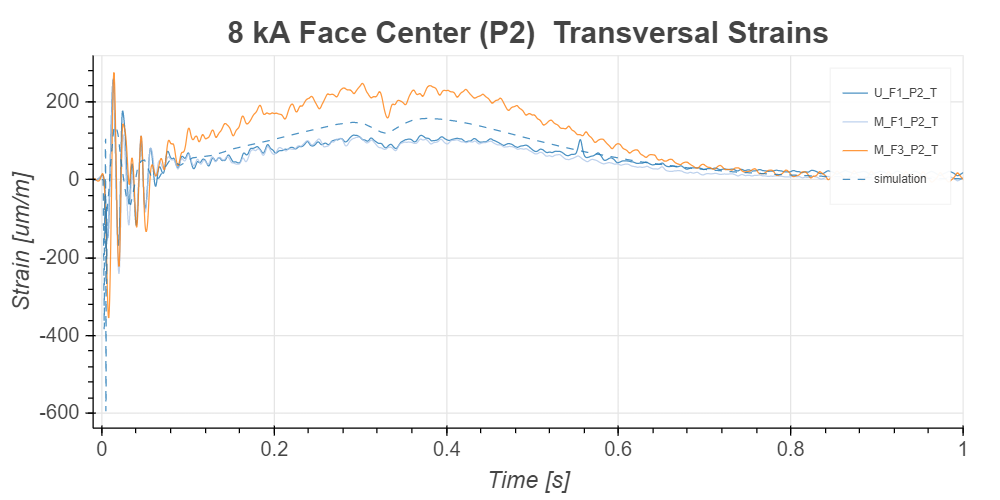 8 kA Face Center (P2)  Transversal Strains
U_F1_P2_T
M_F1_P2_T
M_F3_P2_T
simulation
Strain [um/m]
200
0
-200
-400
-600
0
0.2
0.4
0.6
0.8
1
Time [s]